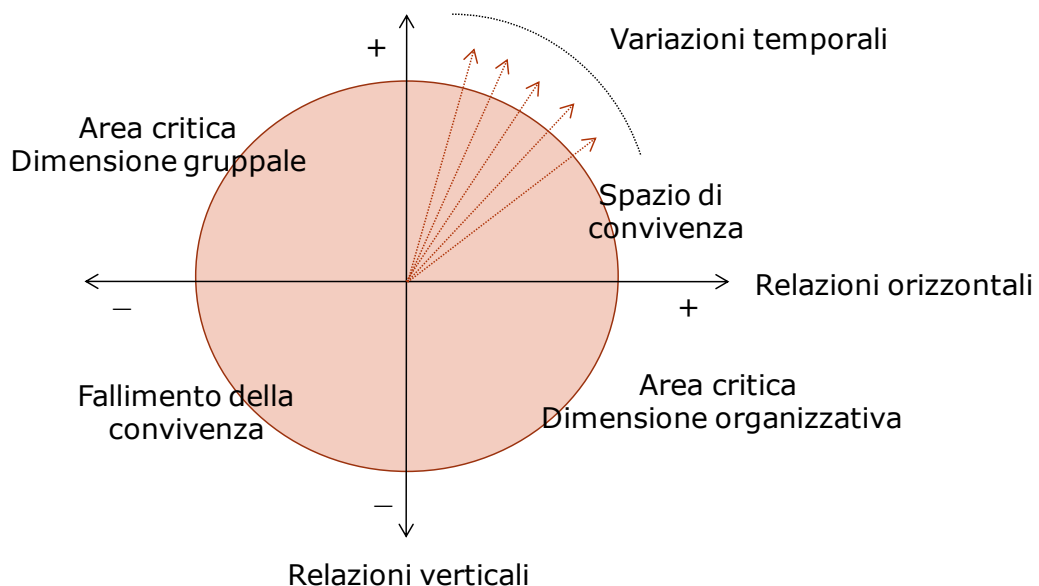 +
Variazioni temporali
Area critica
Dimensione gruppale
Spazio di
convivenza
Relazioni orizzontali
−
+
Fallimento della
convivenza
Area critica
Dimensione organizzativa
−
Relazioni verticali